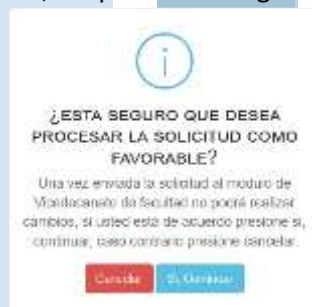 ¿ESTA SEGURO QUE DESEA
PROCESAR LA SOLICITUD COMO
FAVORABLE?
Una vez enviada la solicitud al modulo de
Vicedecanato de facultad no podrá realizar
cambios, si usted está de acuerdo presione si,
continuar, caso contrario presione cancelar.
Cancelar Si, Continuar